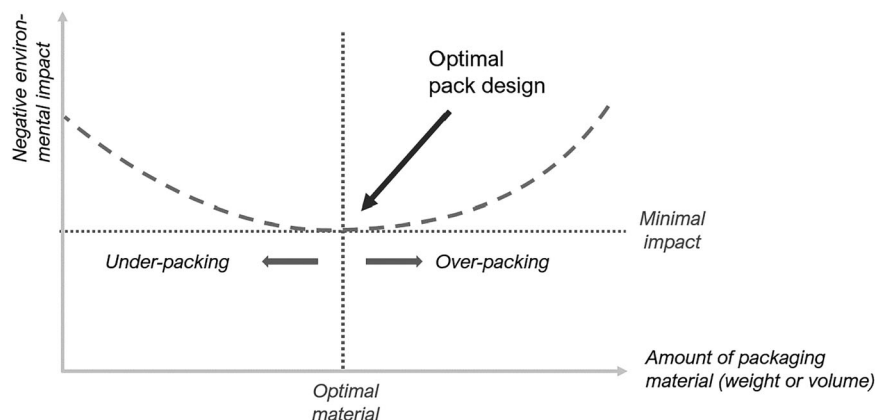 Negative environ-
mental impact
Optimal
pack design
Minimal
impact
Under-packing
Over-packing
Amount of packaging
material (weight or volume)
Optimal
material